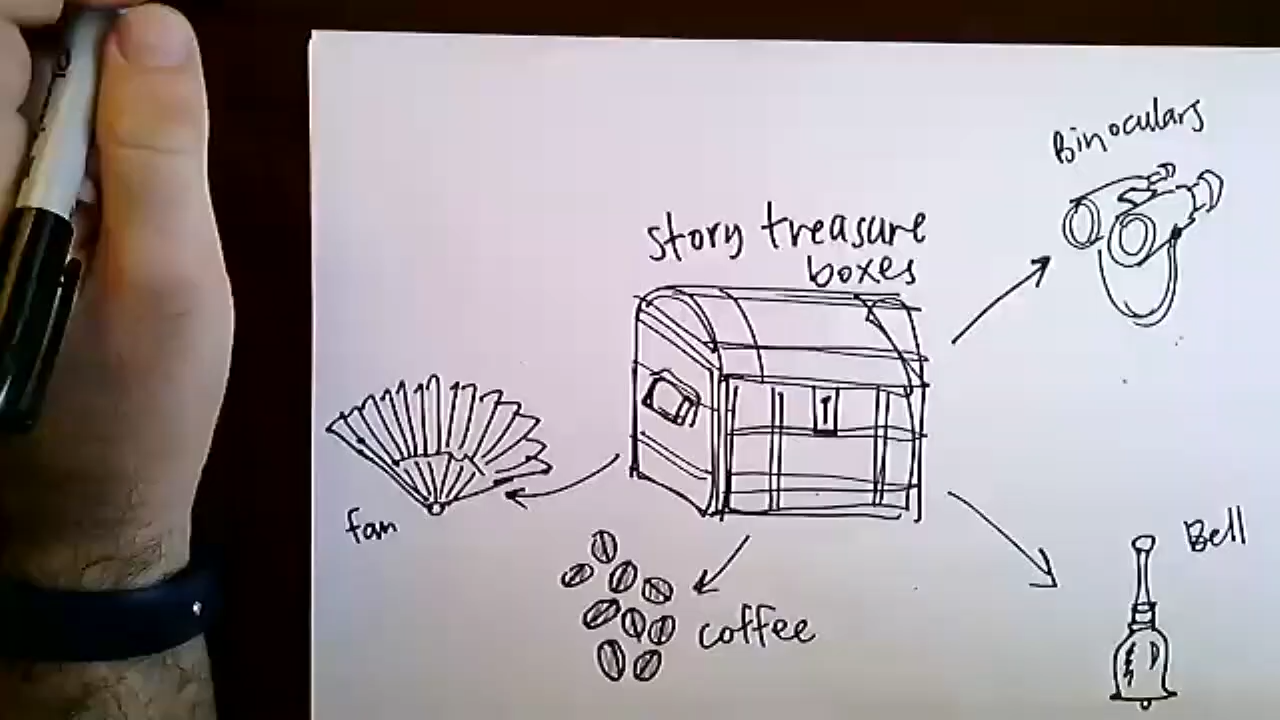 Binoculars
story treasure
boxes
fan
Bell
coffee